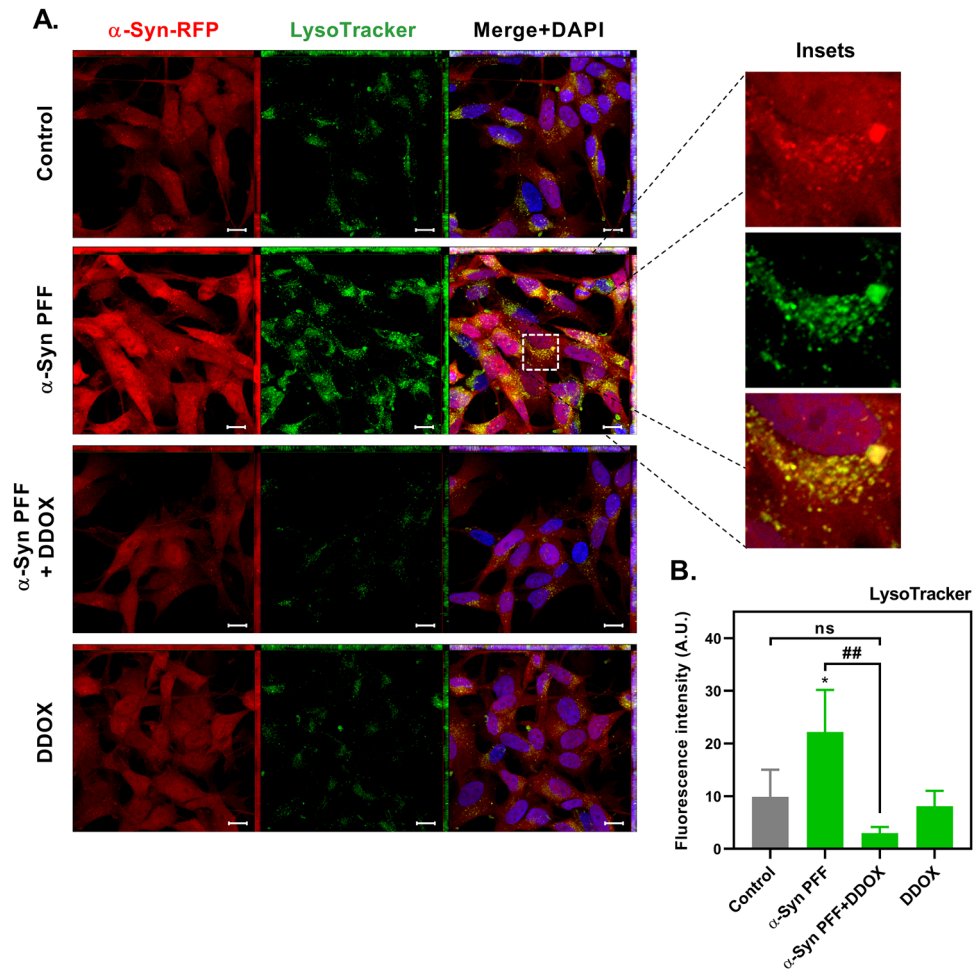 A.
α-Syn-RFP
LysoTracker
Merge+DAPI
Insets
Control
α-Syn PFF
α-Syn PFF
+ DDOX
DDOX
B.
LysoTracker
Fluorescence intensity (A.U.)
40
30
20
10
0
ns
##
*
Control
α-Syn PFF
α-Syn PFF+DDOX
DDOX